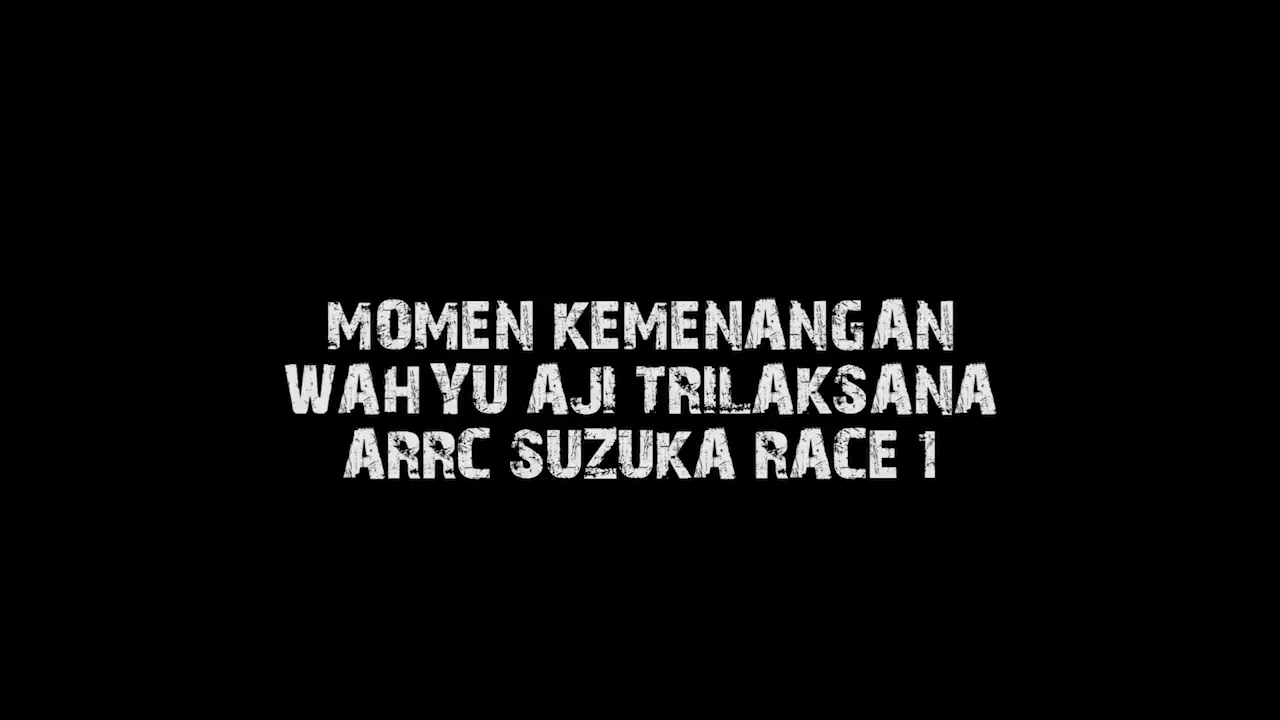 MOMEN KEMENANGAN
WAHYU AJI TRILAKSANA
ARRC SUZUKA RACE 1